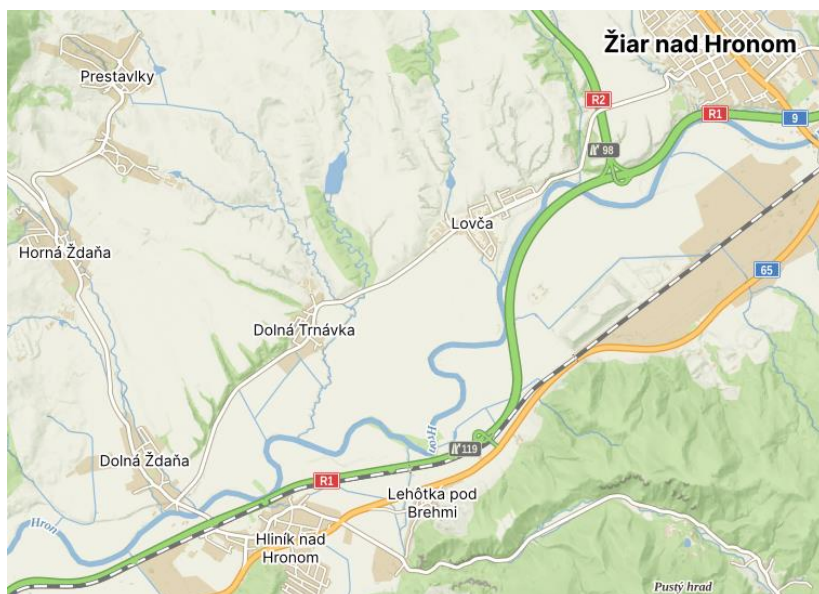 Žiar nad Hronom
Prestavlky
R2
R1
9
98
Lovča
Horná Ždaňa
65
Dolná Trnávka
Hron
119
Dolná Ždaňa
R1
Lehôtka pod
Brehmi
Hron
Hliník nad
Hronom
Pustý hrad